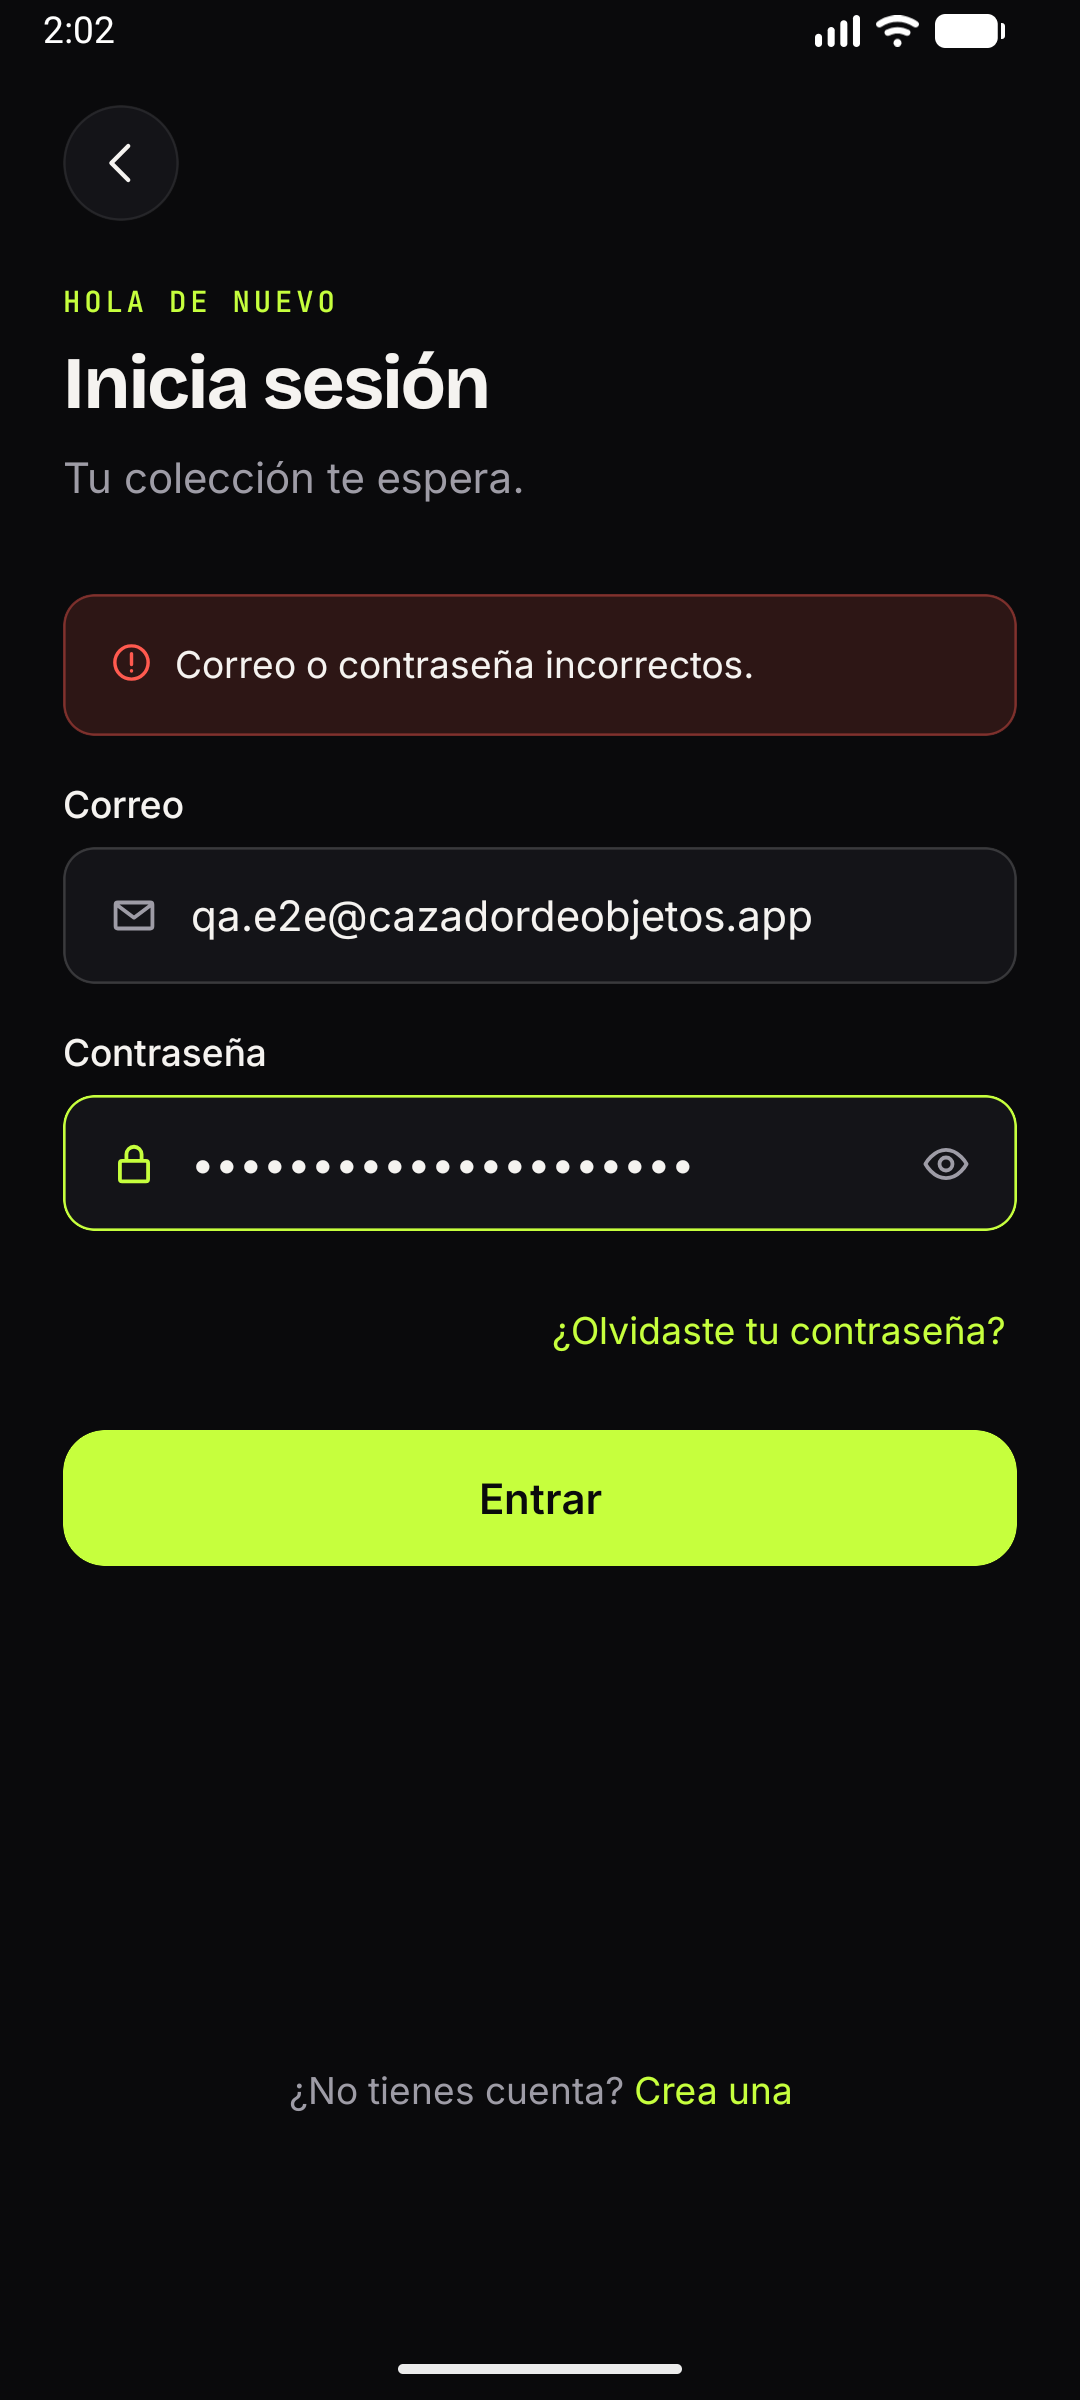 2:02
HOLA DE NUEVO
Inicia sesión
Tu colección te espera.
Correo o contraseña incorrectos.
Correo
qa.e2e@cazadordeobjetos.app
Contraseña
•••••••••••••••••••••
¿Olvidaste tu contraseña?
Entrar
¿No tienes cuenta? Crea una